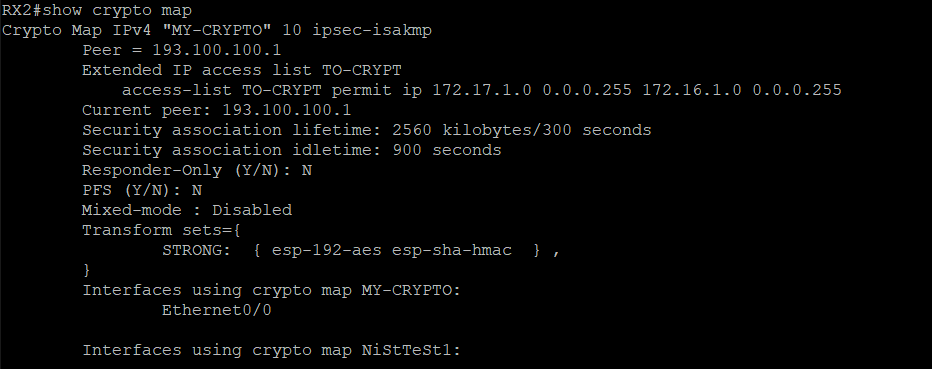 RX2#show crypto map
Crypto Map IPv4 "MY-CRYPTO" 10 ipsec-isakmp
        Peer = 193.100.100.1
        Extended IP access list TO-CRYPT
            access-list TO-CRYPT permit ip 172.17.1.0 0.0.0.255 172.16.1.0 0.0.0.255
        Current peer: 193.100.100.1
        Security association lifetime: 2560 kilobytes/300 seconds
        Security association idletime: 900 seconds
        Responder-Only (Y/N): N
        PFS (Y/N): N
        Mixed-mode : Disabled
        Transform sets={
                STRONG:  { esp-192-aes esp-sha-hmac  } ,
        }
        Interfaces using crypto map MY-CRYPTO:
                Ethernet0/0
        Interfaces using crypto map NiStTeSt1: